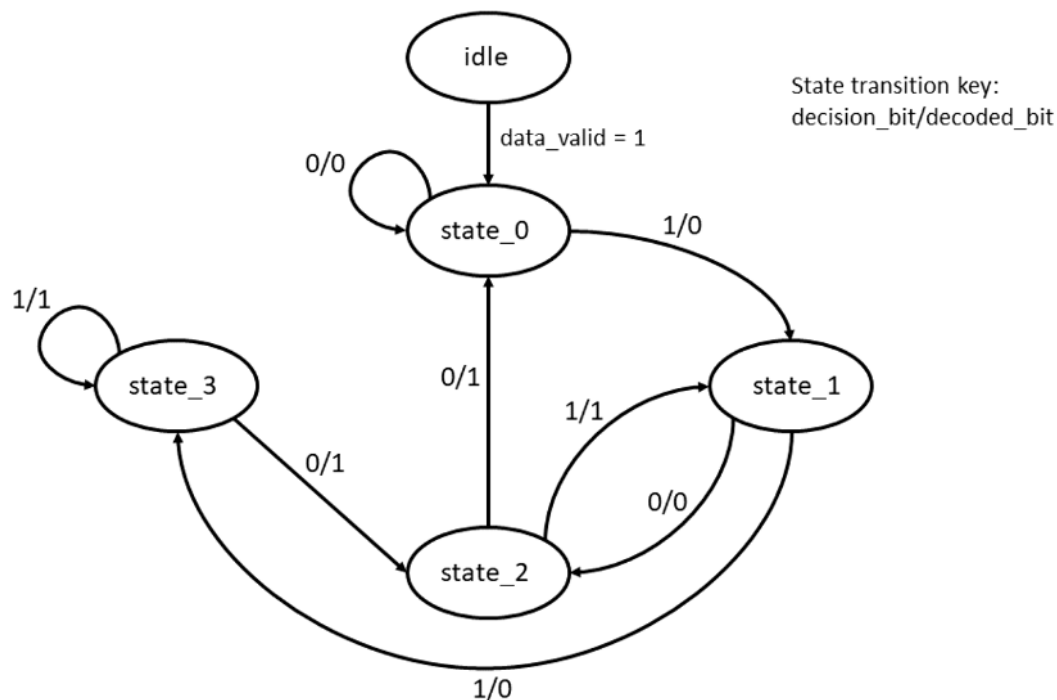 idle
State transition key:
decision_bit/decoded_bit
data_valid = 1
0/0
state_0
1/0
1/1
state_3
0/1
0/1
1/1
state_1
0/0
state_2
1/0